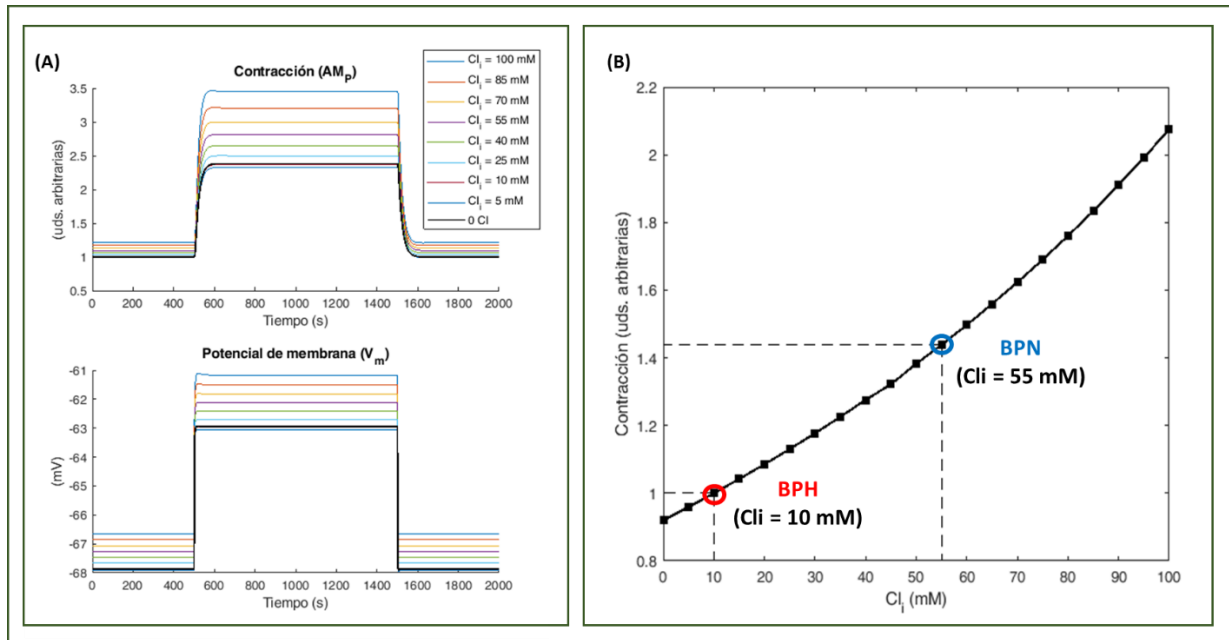 (A)
Contracción (AMp)
(uds. arbitrarias)
3.5
3
2.5
2
1.5
1
0.5
0 200 400 600 800 1000 1200 1400 1600 1800 2000
Tiempo (s)
Cli = 100 mM
Cli = 85 mM
Cli = 70 mM
Cli = 55 mM
Cli = 40 mM
Cli = 25 mM
Cli = 10 mM
Cli = 5 mM
0 Cl
Potencial de membrana (Vm)
(mV)
-61
-62
-63
-64
-65
-66
-67
-68
0 200 400 600 800 1000 1200 1400 1600 1800 2000
Tiempo (s)
(B)
Contracción (uds. arbitrarias)
2.2
2
1.8
1.6
1.4
1.2
1
0.8
BPN
(Cli = 55 mM)
BPH
(Cli = 10 mM)
0 10 20 30 40 50 60 70 80 90 100
Cli (mM)